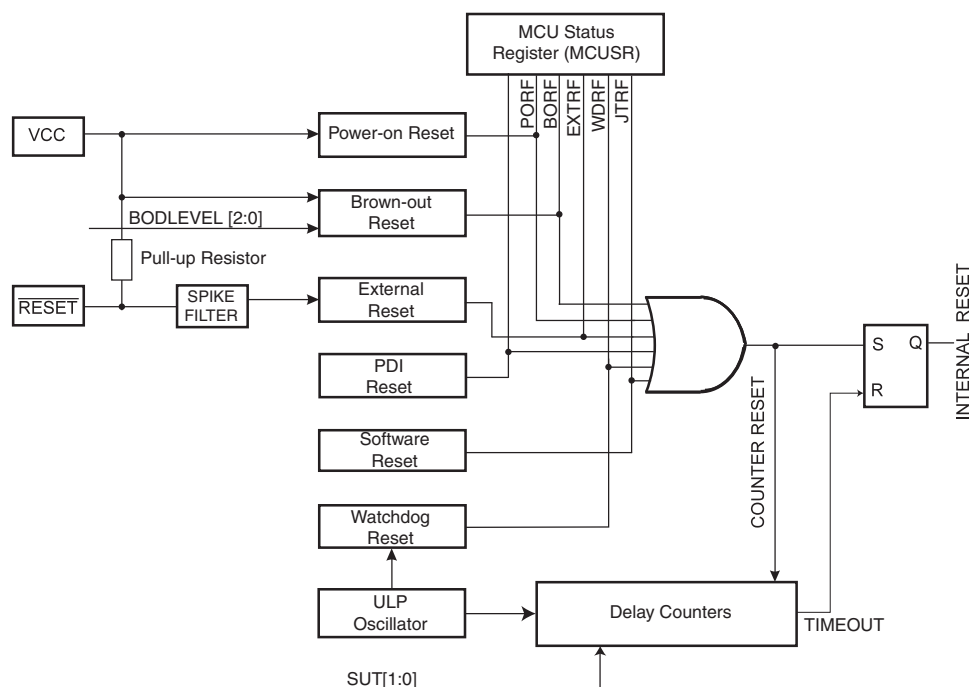 MCU Status
Register (MCUSR)
PORF
BORF
EXTRF
WDRF
JTRF
VCC
Power-on Reset
Brown-out
Reset
BODLEVEL [2:0]
Pull-up Resistor
RESET
SPIKE
FILTER
External
Reset
PDI
Reset
Software
Reset
Watchdog
Reset
ULP
Oscillator
SUT[1:0]
Delay Counters
COUNTER RESET
TIMEOUT
S
Q
R
INTERNAL RESET